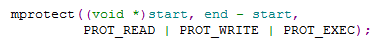 mprotect((void *)start, end - start,
PROT_READ | PROT_WRITE | PROT_EXEC);